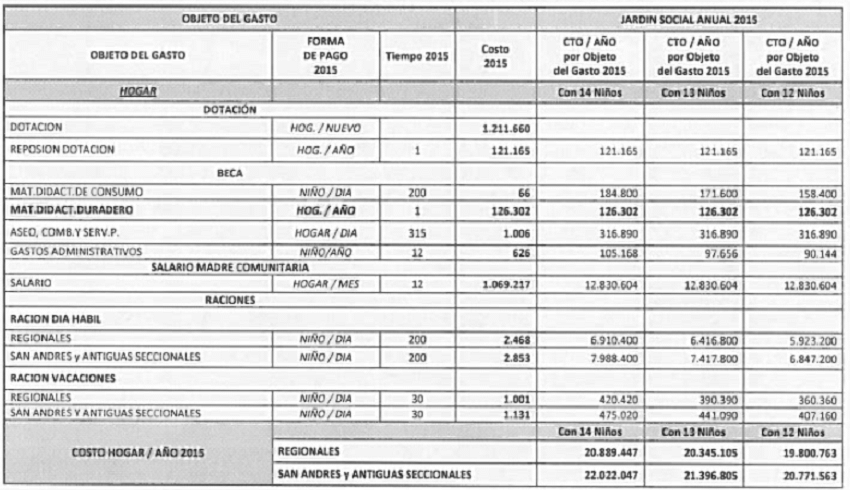 OBJETO DEL GASTO JARDIN SOCIAL ANUAL 2015
OBJETO DEL GASTO FORMA DE PAGO 2015 Tiempo 2015 Costo 2015 CTO / AÑO por Objeto del Gasto 2015 CTO / AÑO por Objeto del Gasto 2015 CTO / AÑO por Objeto del Gasto 2015
HOGAR Con 14 Niños Con 13 Niños Con 12 Niños
DOTACIÓN
DOTACION HOG. / NUEVO 1.211.660
REPOSION DOTACION HOG. / AÑO 1 121.165 121.165 121.165 121.165
BECA
MAT.DIDACT.DE CONSUMO NIÑO / DIA 200 66 184.800 171.600 158.400
MAT.DIDACT.DURADERO HOG. / AÑO 1 126.302 126.302 126.302 126.302
ASEO, COMB.Y SERV.P. HOGAR / DIA 315 1.006 316.890 316.890 316.890
GASTOS ADMINISTRATIVOS NIÑO/AÑO 12 626 105.168 97.656 90.144
SALARIO MADRE COMUNITARIA
SALARIO HOGAR / MES 12 1.069.217 12.830.604 12.830.604 12.830.604
RACIONES
RACION DIA HABIL
REGIONALES NIÑO / DIA 200 2.468 6.910.400 6.416.800 5.923.200
SAN ANDRES y ANTIGUAS SECCIONALES NIÑO / DIA 200 2.853 7.988.400 7.417.800 6.847.200
RACION VACACIONES
REGIONALES NIÑO / DIA 30 1.001 420.420 390.390 360.360
SAN ANDRES Y ANTIGUAS SECCIONALES NIÑO / DIA 30 1.131 475.020 441.090 407.160
Con 14 Niños Con 13 Niños Con 12 Niños
COSTO HOGAR / AÑO 2015 REGIONALES 20.889.447 20.345.105 19.800.763
SAN ANDRES y ANTIGUAS SECCIONALES 22.022.047 21.396.805 20.771.563